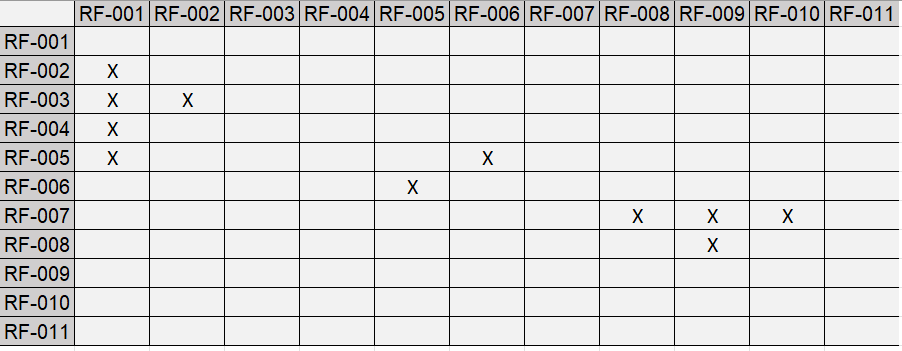 RF-001 RF-002 RF-003 RF-004 RF-005 RF-006 RF-007 RF-008 RF-009 RF-010 RF-011
RF-001
RF-002 X
RF-003 X X
RF-004 X
RF-005 X X
RF-006 X
RF-007 X X X
RF-008 X
RF-009
RF-010
RF-011